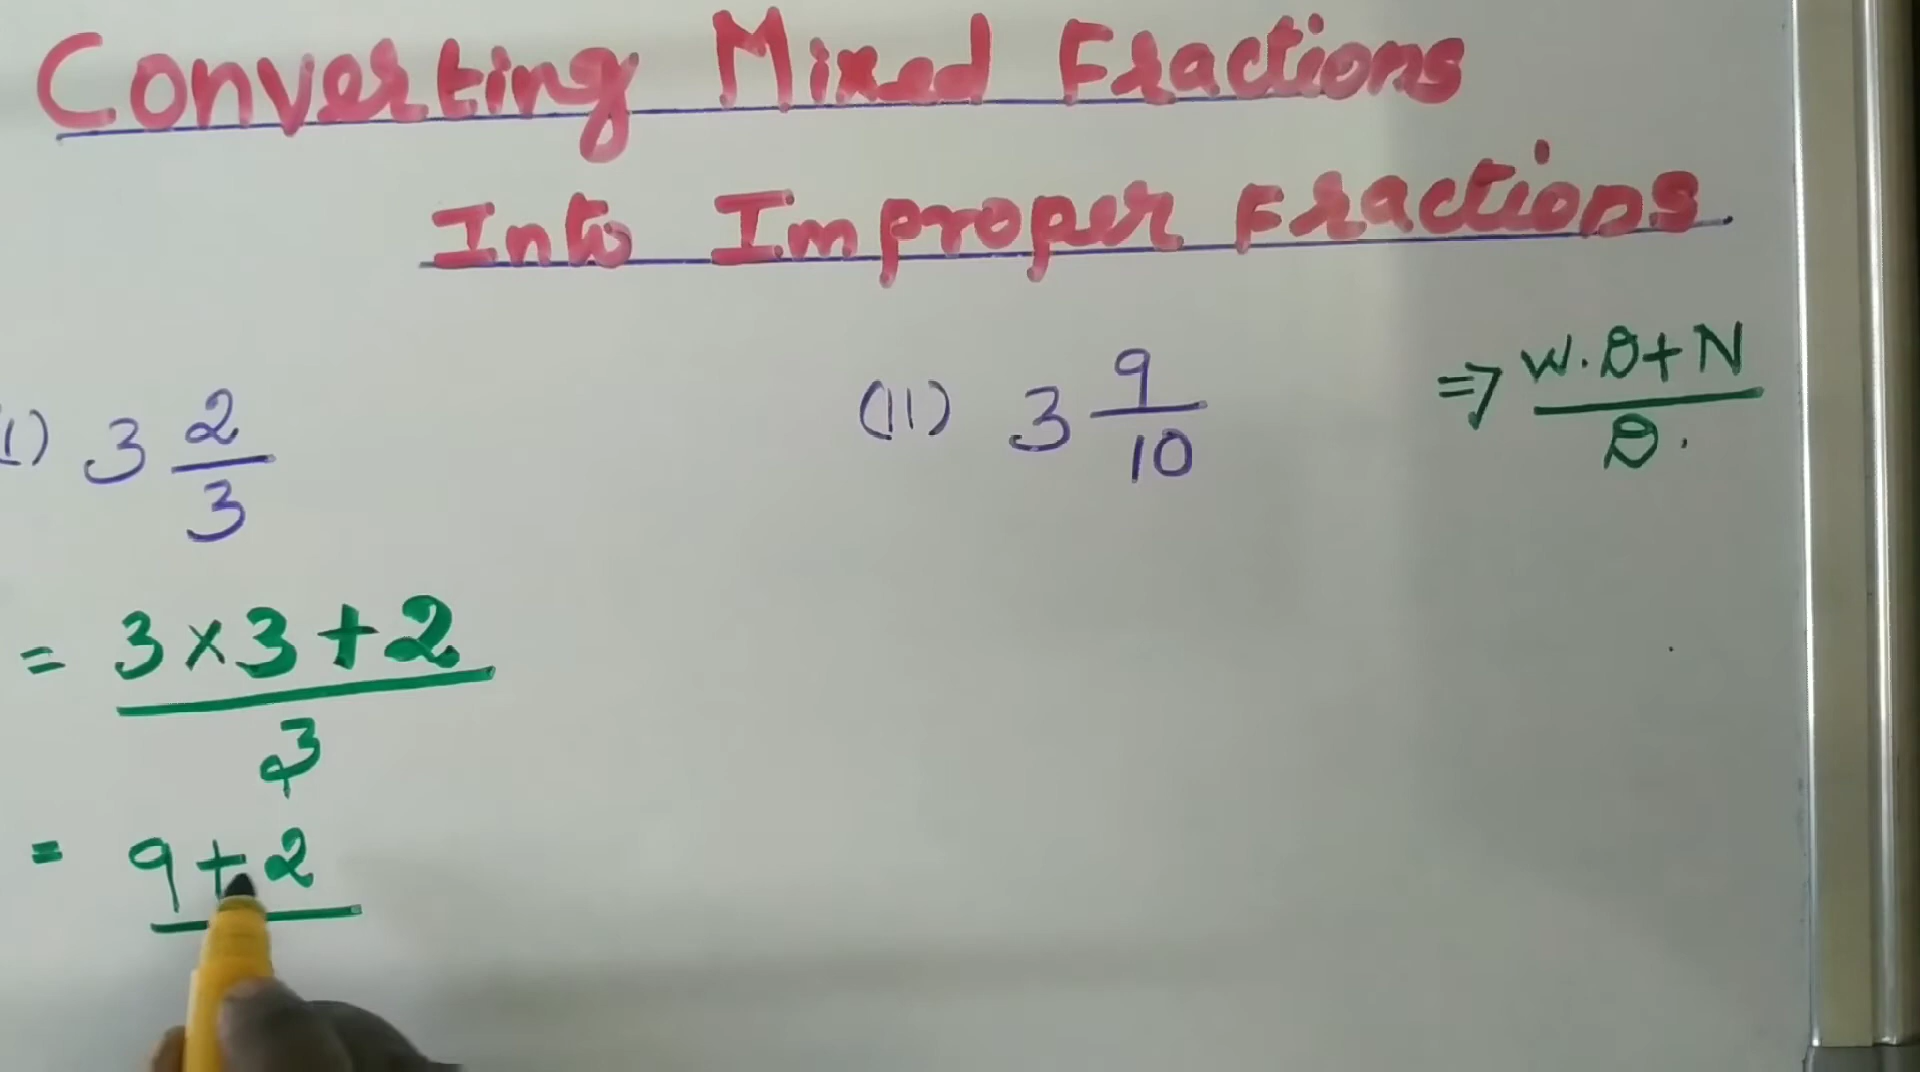 Converting Mixed Fractions
Into Improper Fractions
(I) 3 2/3
(II) 3 9/10
⇒ W.D+N/D.
= 3×3+2/3
= 9+2